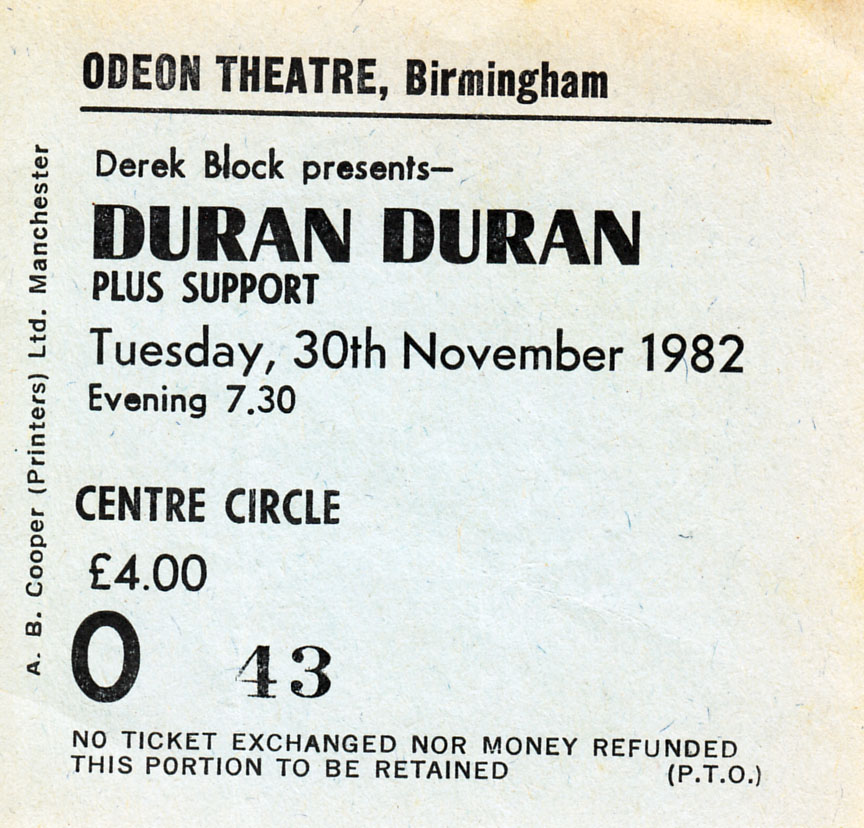 ODEON THEATRE, Birmingham
Derek Block presents–
DURAN DURAN
PLUS SUPPORT
Tuesday, 30th November 1982
Evening 7.30
CENTRE CIRCLE
£4.00
O 43
NO TICKET EXCHANGED NOR MONEY REFUNDED
THIS PORTION TO BE RETAINED (P.T.O.)
A. B. Cooper (Printers) Ltd. Manchester